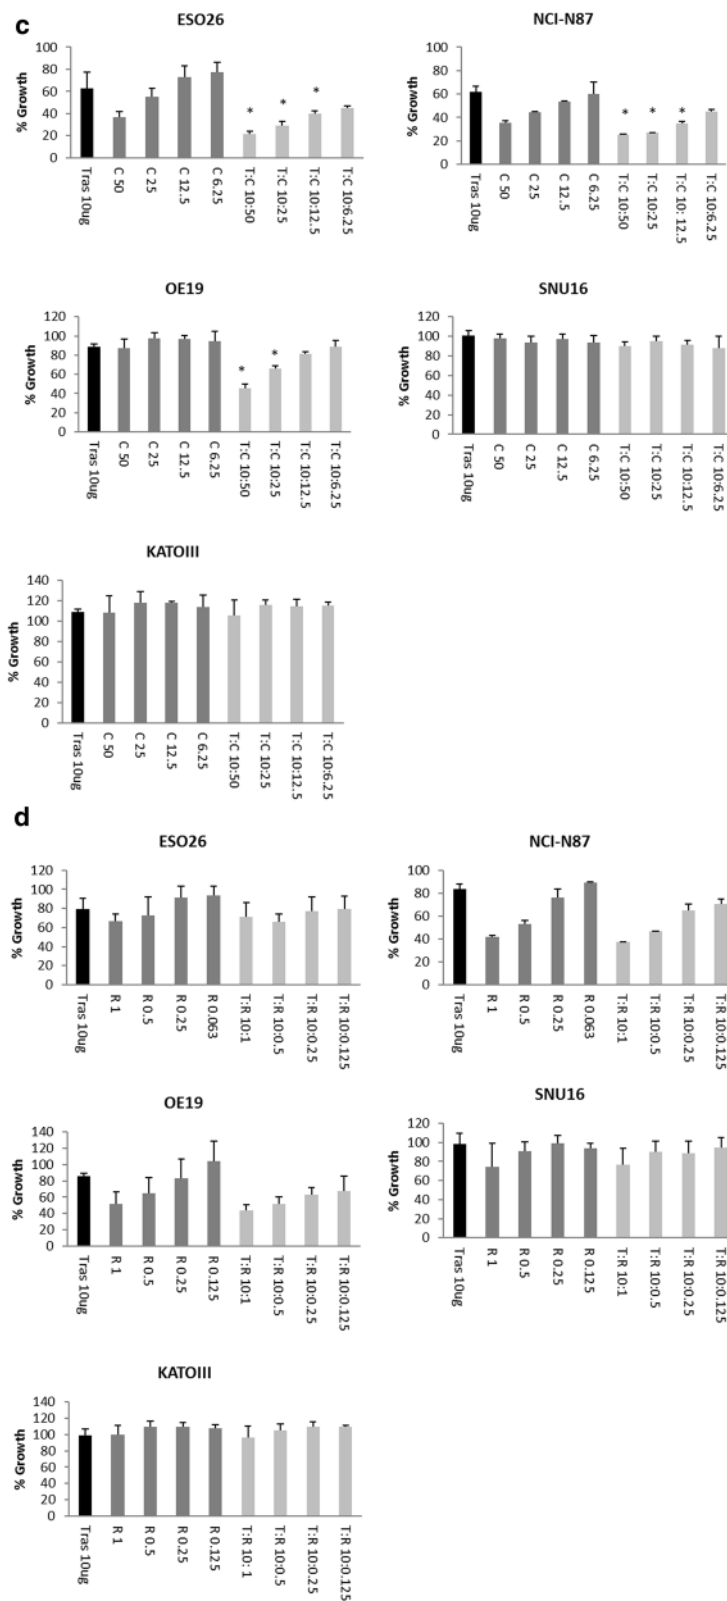 c
ESO26
% Growth
100
80
60
40
20
0
* * *
Tras 10ug
C 50
C 25
C 12.5
C 6.25
T:C 10:50
T:C 10:25
T:C 10:12.5
T:C 10:6.25
NCI-N87
% Growth
100
80
60
40
20
0
* * *
Tras 10ug
C 50
C 25
C 12.5
C 6.25
T:C 10:50
T:C 10:25
T:C 10: 12.5
T:C 10:6.25
OE19
% Growth
120
100
80
60
40
20
0
* *
Tras 10ug
C 50
C 25
C 12.5
C 6.25
T:C 10:50
T:C 10:25
T:C 10:12.5
T:C 10:6.25
SNU16
% Growth
120
100
80
60
40
20
0
Tras 10ug
C 50
C 25
C 12.5
C 6.25
T:C 10:50
T:C 10:25
T:C 10:12.5
T:C 10:6.25
KATOIII
% Growth
140
120
100
80
60
40
20
0
Tras 10ug
C 50
C 25
C 12.5
C 6.25
T:C 10:50
T:C 10:25
T:C 10:12.5
T:C 10:6.25
d
ESO26
% Growth
120
100
80
60
40
20
0
Tras 10ug
R 1
R 0.5
R 0.25
R 0.063
T:R 10:1
T:R 10:0.5
T:R 10:0.25
T:R 10:0.125
NCI-N87
% Growth
100
80
60
40
20
0
Tras 10ug
R 1
R 0.5
R 0.25
R 0.063
T:R 10:1
T:R 10:0.5
T:R 10:0.25
T:R 10:0.125
OE19
% Growth
140
120
100
80
60
40
20
0
Tras 10ug
R 1
R 0.5
R 0.25
R 0.125
T:R 10:1
T:R 10:0.5
T:R 10:0.25
T:R 10:0.125
SNU16
% Growth
120
100
80
60
40
20
0
Tras 10ug
R 1
R 0.5
R 0.25
R 0.125
T:R 10:1
T:R 10:0.5
T:R 10:0.25
T:R 10:0.125
KATOIII
% Growth
140
120
100
80
60
40
20
0
Tras 10ug
R 1
R 0.5
R 0.25
R 0.125
T:R 10: 1
T:R 10:0.5
T:R 10:0.25
T:R 10:0.125